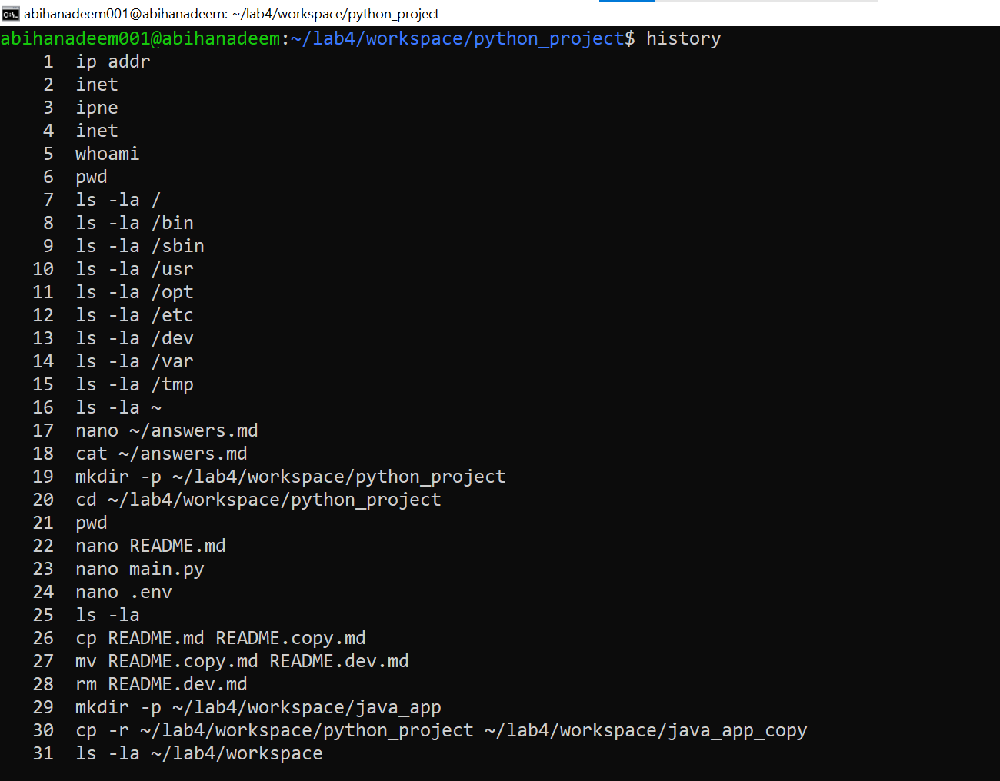 abihanadeem001@abihanadeem: ~/lab4/workspace/python_project
abihanadeem001@abihanadeem:~/lab4/workspace/python_project$ history
1 ip addr
2 inet
3 ipne
4 inet
5 whoami
6 pwd
7 ls -la /
8 ls -la /bin
9 ls -la /sbin
10 ls -la /usr
11 ls -la /opt
12 ls -la /etc
13 ls -la /dev
14 ls -la /var
15 ls -la /tmp
16 ls -la ~
17 nano ~/answers.md
18 cat ~/answers.md
19 mkdir -p ~/lab4/workspace/python_project
20 cd ~/lab4/workspace/python_project
21 pwd
22 nano README.md
23 nano main.py
24 nano .env
25 ls -la
26 cp README.md README.copy.md
27 mv README.copy.md README.dev.md
28 rm README.dev.md
29 mkdir -p ~/lab4/workspace/java_app
30 cp -r ~/lab4/workspace/python_project ~/lab4/workspace/java_app_copy
31 ls -la ~/lab4/workspace